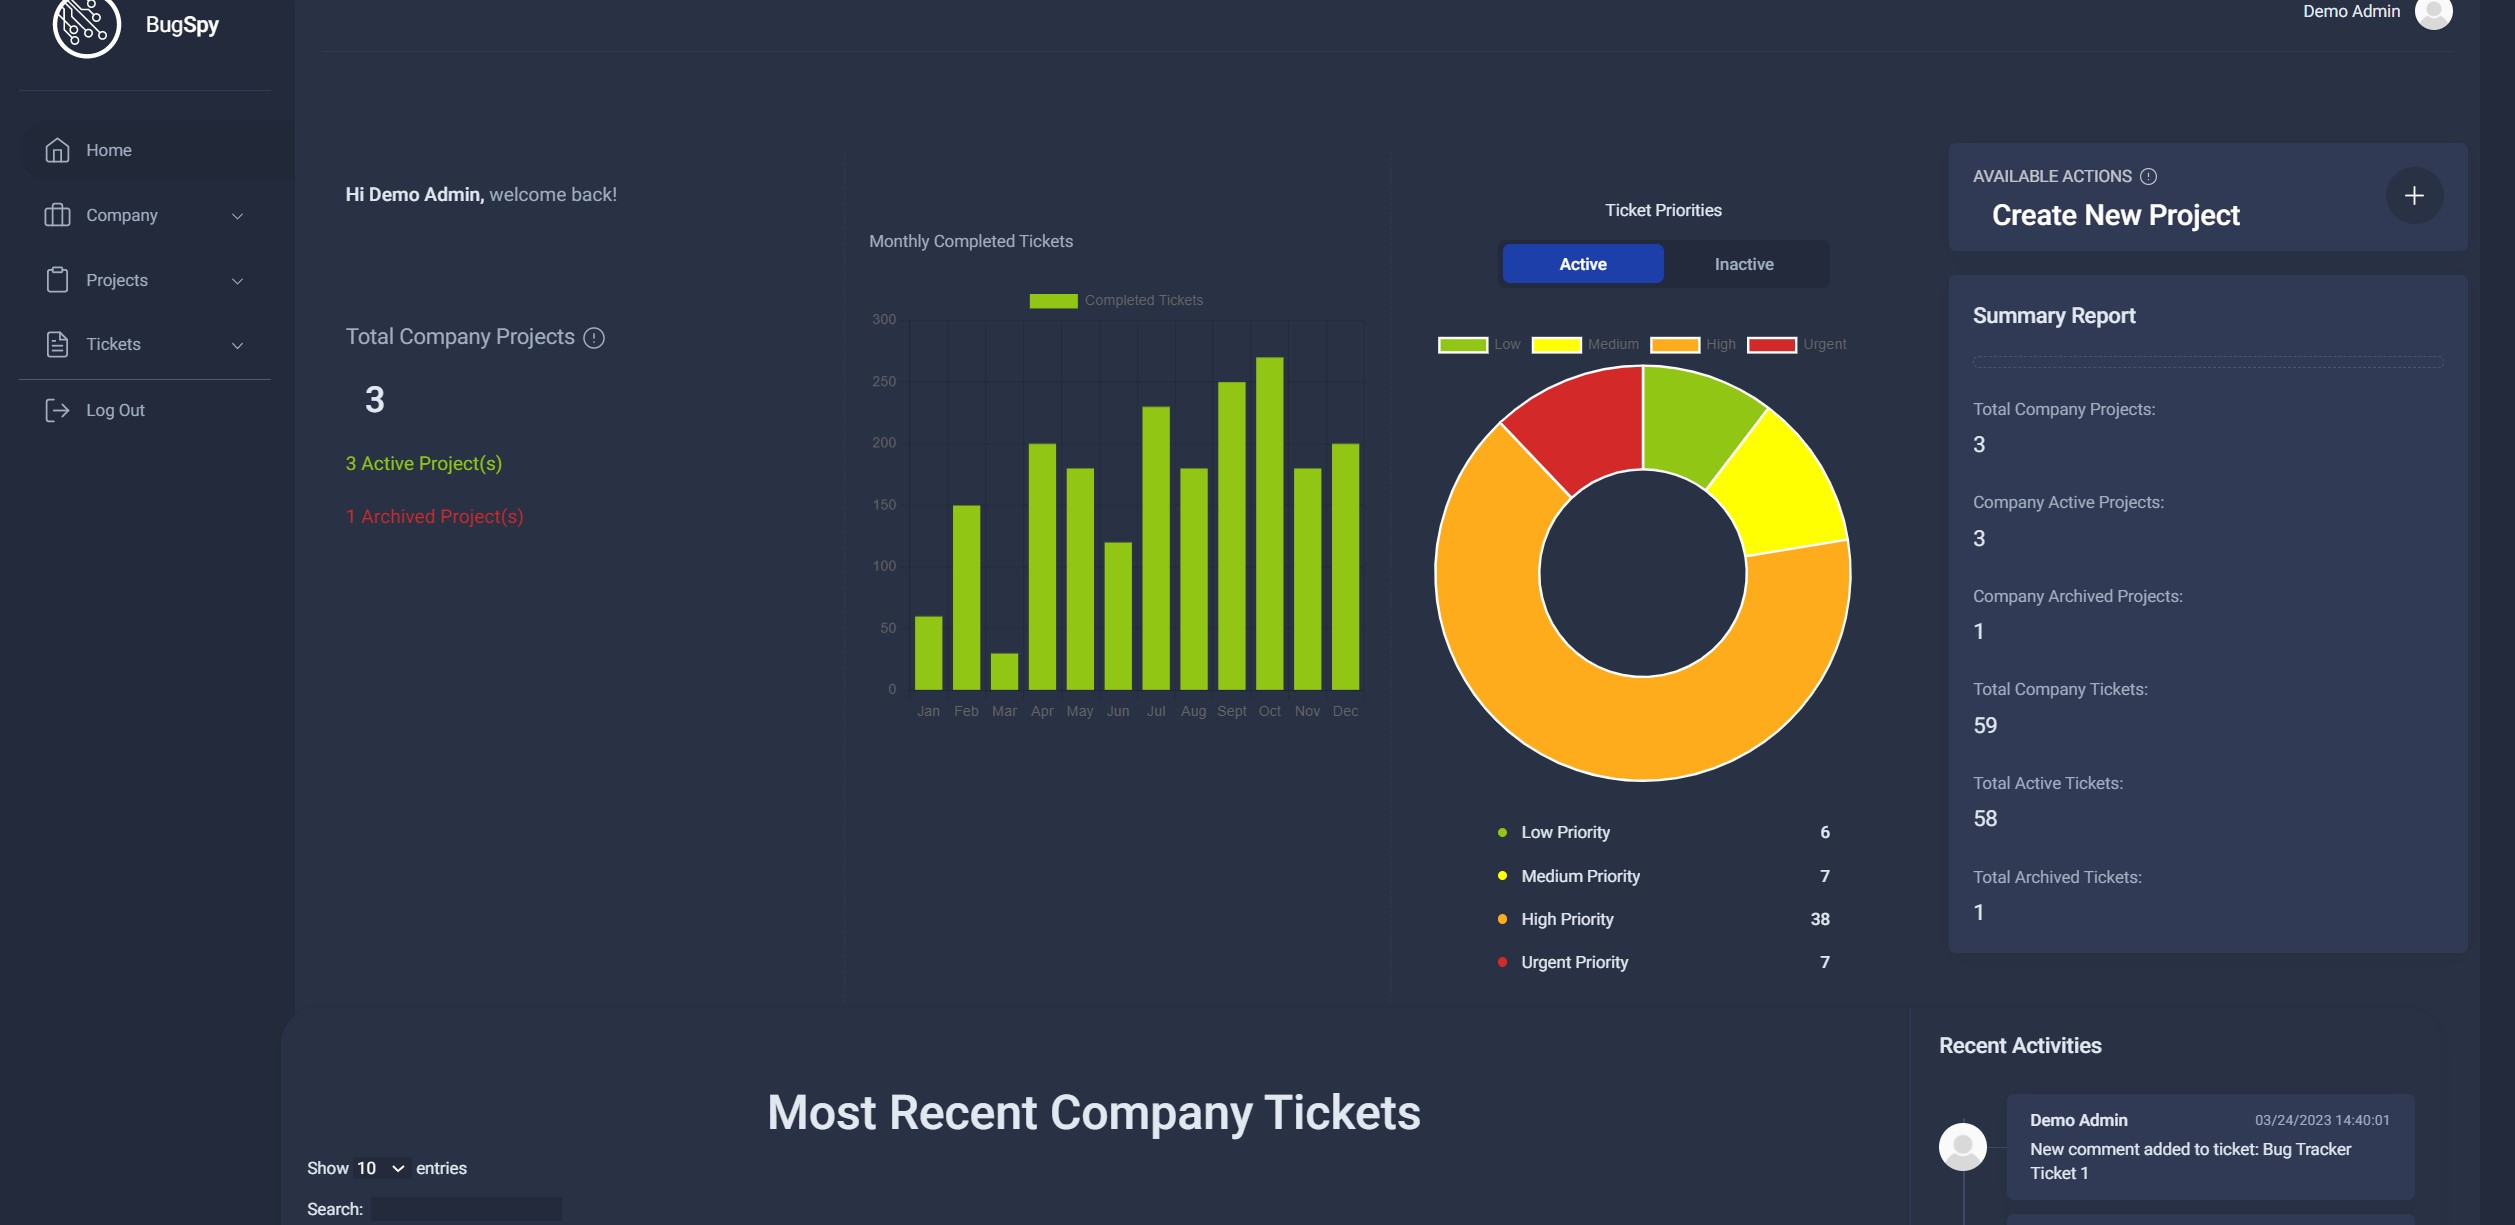 BugSpy
Demo Admin
Home
Company
Projects
Tickets
Log Out
Hi Demo Admin, welcome back!
Total Company Projects
3
3 Active Project(s)
1 Archived Project(s)
Monthly Completed Tickets
Completed Tickets
300
250
200
150
100
50
0
Jan Feb Mar Apr May Jun Jul Aug Sept Oct Nov Dec
Ticket Priorities
Active Inactive
Low Medium High Urgent
Low Priority 6
Medium Priority 7
High Priority 38
Urgent Priority 7
AVAILABLE ACTIONS
Create New Project
Summary Report
Total Company Projects:
3
Company Active Projects:
3
Company Archived Projects:
1
Total Company Tickets:
59
Total Active Tickets:
58
Total Archived Tickets:
1
Most Recent Company Tickets
Show 10 entries
Search:
Recent Activities
Demo Admin 03/24/2023 14:40:01
New comment added to ticket: Bug Tracker
Ticket 1